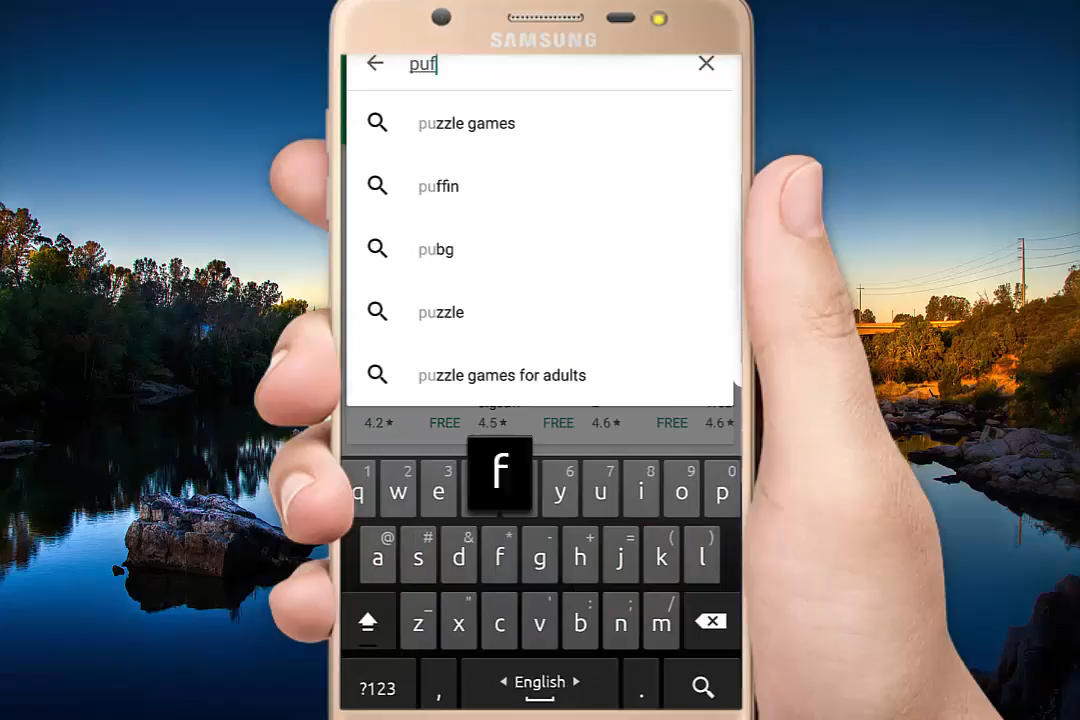 SAMSUNG
puf
puzzle games
puffin
pubg
puzzle
puzzle games for adults
4.2★ FREE 4.5★ FREE 4.6★ FREE 4.6★
f
1 2 3 6 7 8 9 0
q w e y u i o p
@ # & * - + = ( )
a s d f g h j k l
_ " ' : ; /
z x c v b n m
?123 , English .